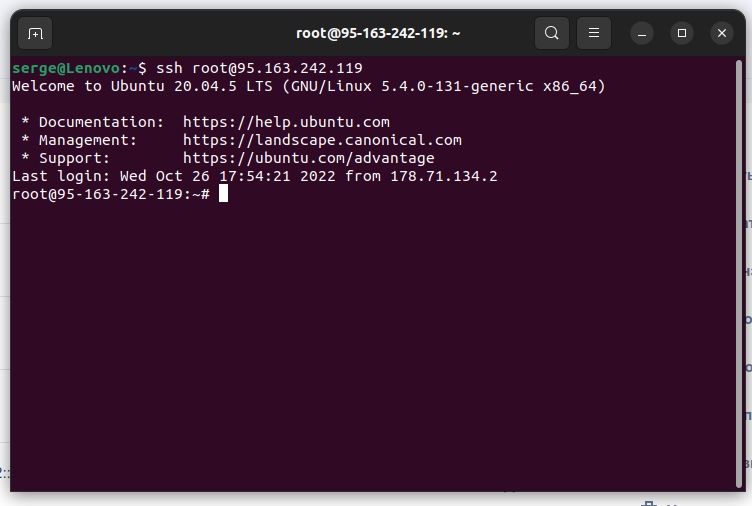 root@95-163-242-119: ~
serge@Lenovo:~$ ssh root@95.163.242.119
Welcome to Ubuntu 20.04.5 LTS (GNU/Linux 5.4.0-131-generic x86_64)
 * Documentation:  https://help.ubuntu.com
 * Management:     https://landscape.canonical.com
 * Support:        https://ubuntu.com/advantage
Last login: Wed Oct 26 17:54:21 2022 from 178.71.134.2
root@95-163-242-119:~#